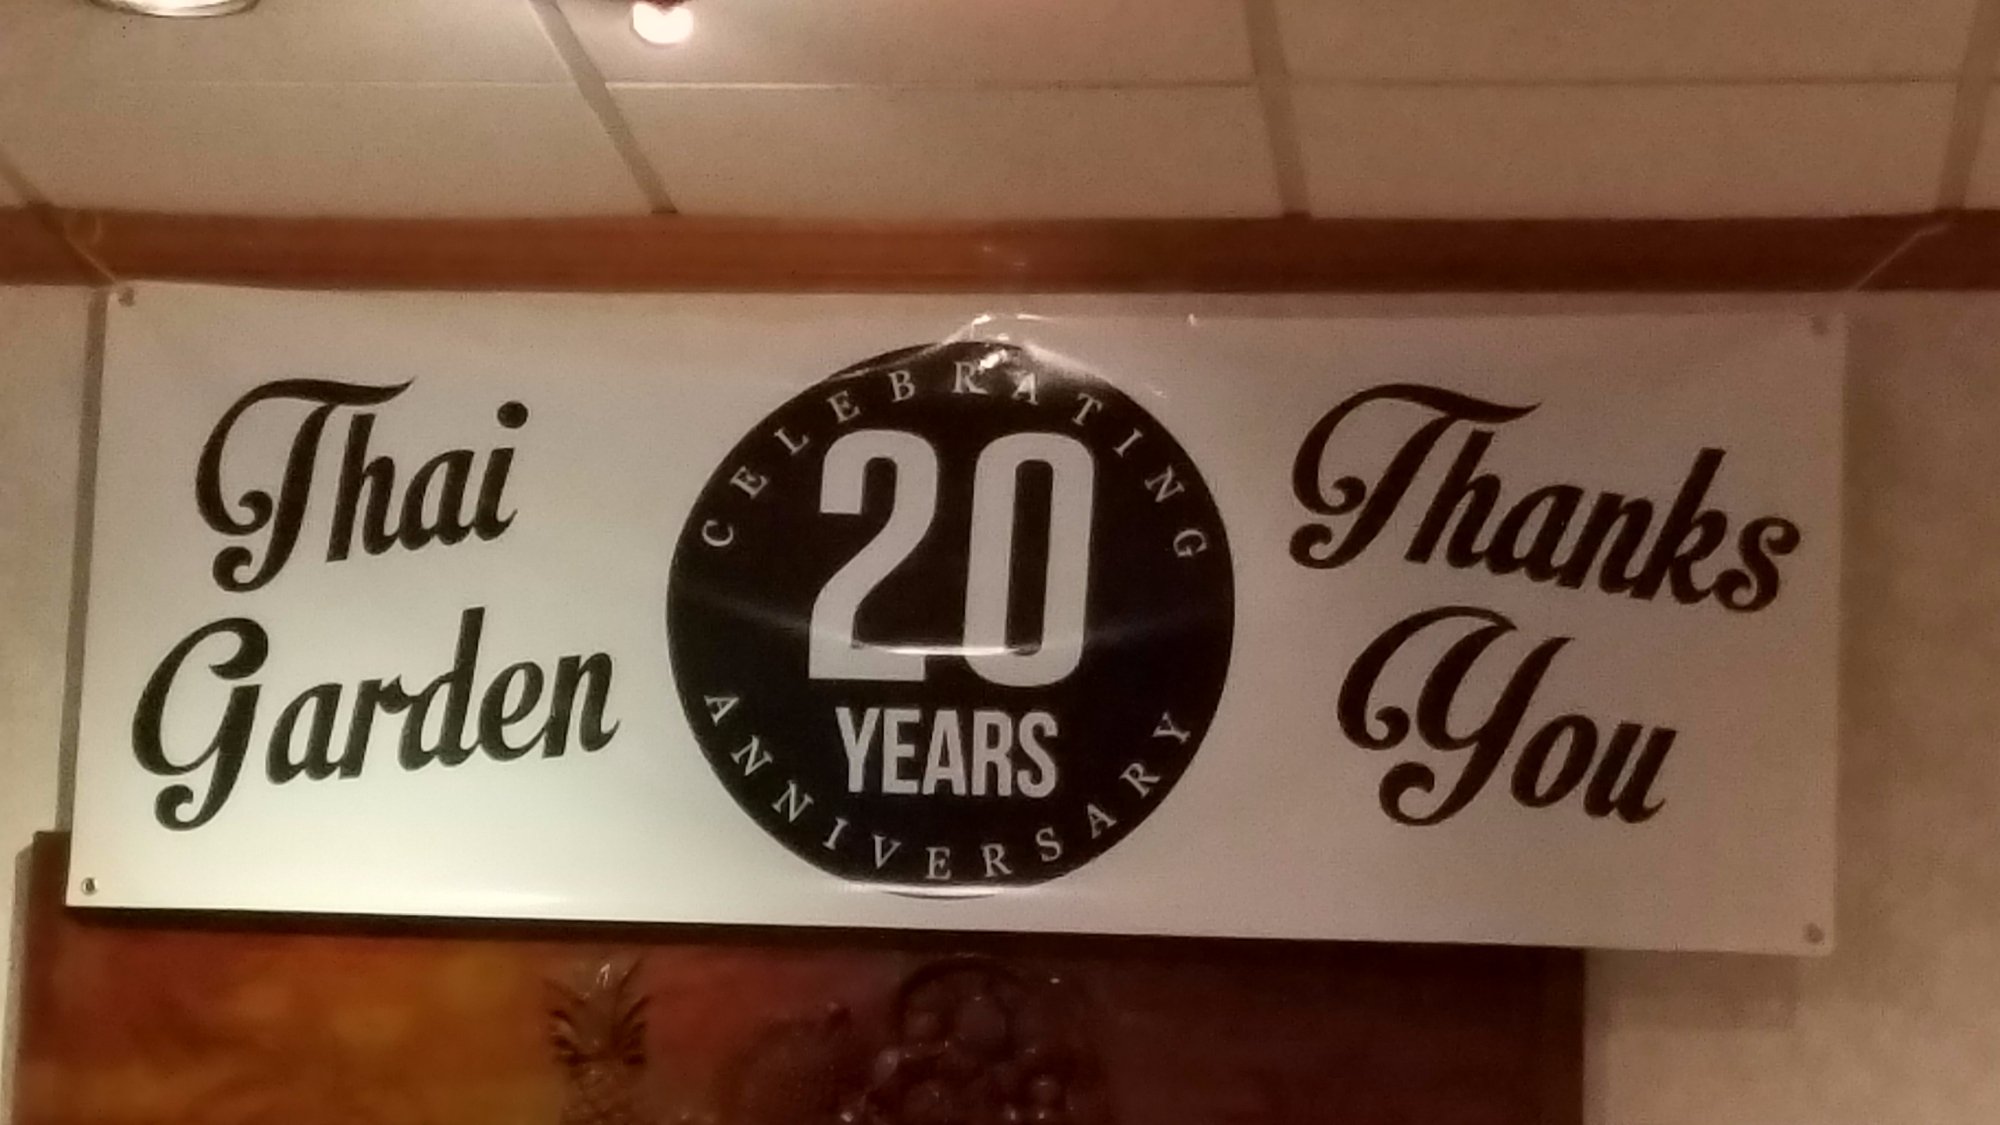 Thai
Garden
CELEBRATING
20
YEARS
ANNIVERSARY
Thanks
You